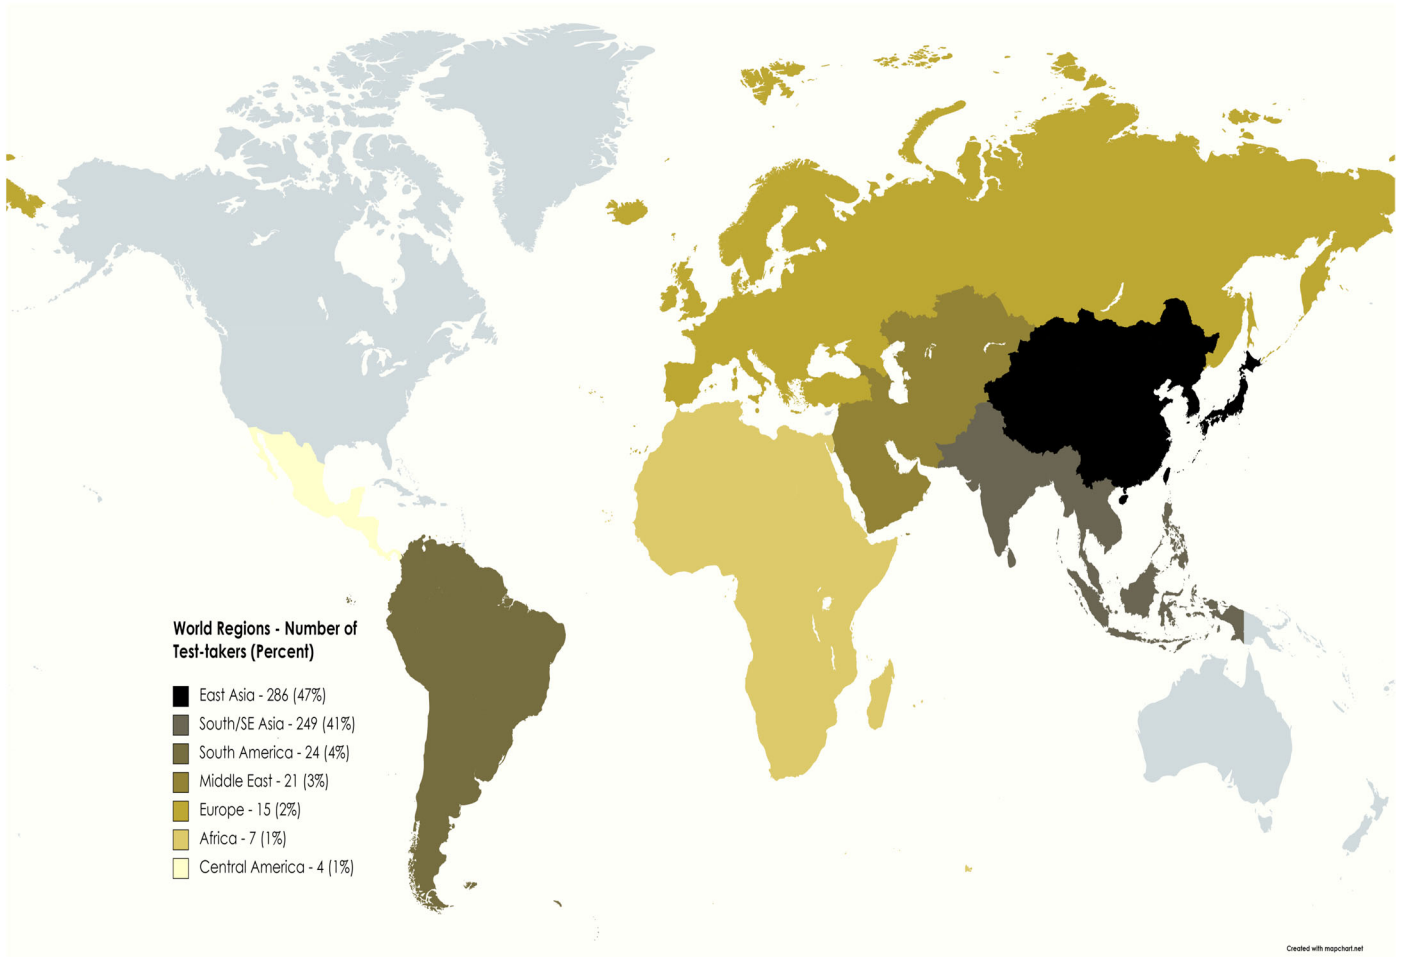 World Regions - Number of
Test-takers (Percent)
East Asia - 286 (47%)
South/SE Asia - 249 (41%)
South America - 24 (4%)
Middle East - 21 (3%)
Europe - 15 (2%)
Africa - 7 (1%)
Central America - 4 (1%)
Created with mapchart.net